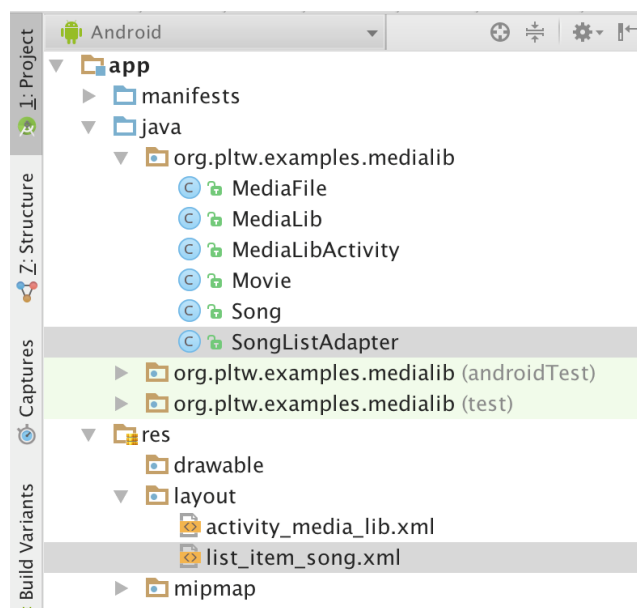 Android
1: Project
Z: Structure
Captures
Build Variants
app
manifests
java
org.pltw.examples.medialib
MediaFile
MediaLib
MediaLibActivity
Movie
Song
SongListAdapter
org.pltw.examples.medialib (androidTest)
org.pltw.examples.medialib (test)
res
drawable
layout
activity_media_lib.xml
list_item_song.xml
mipmap